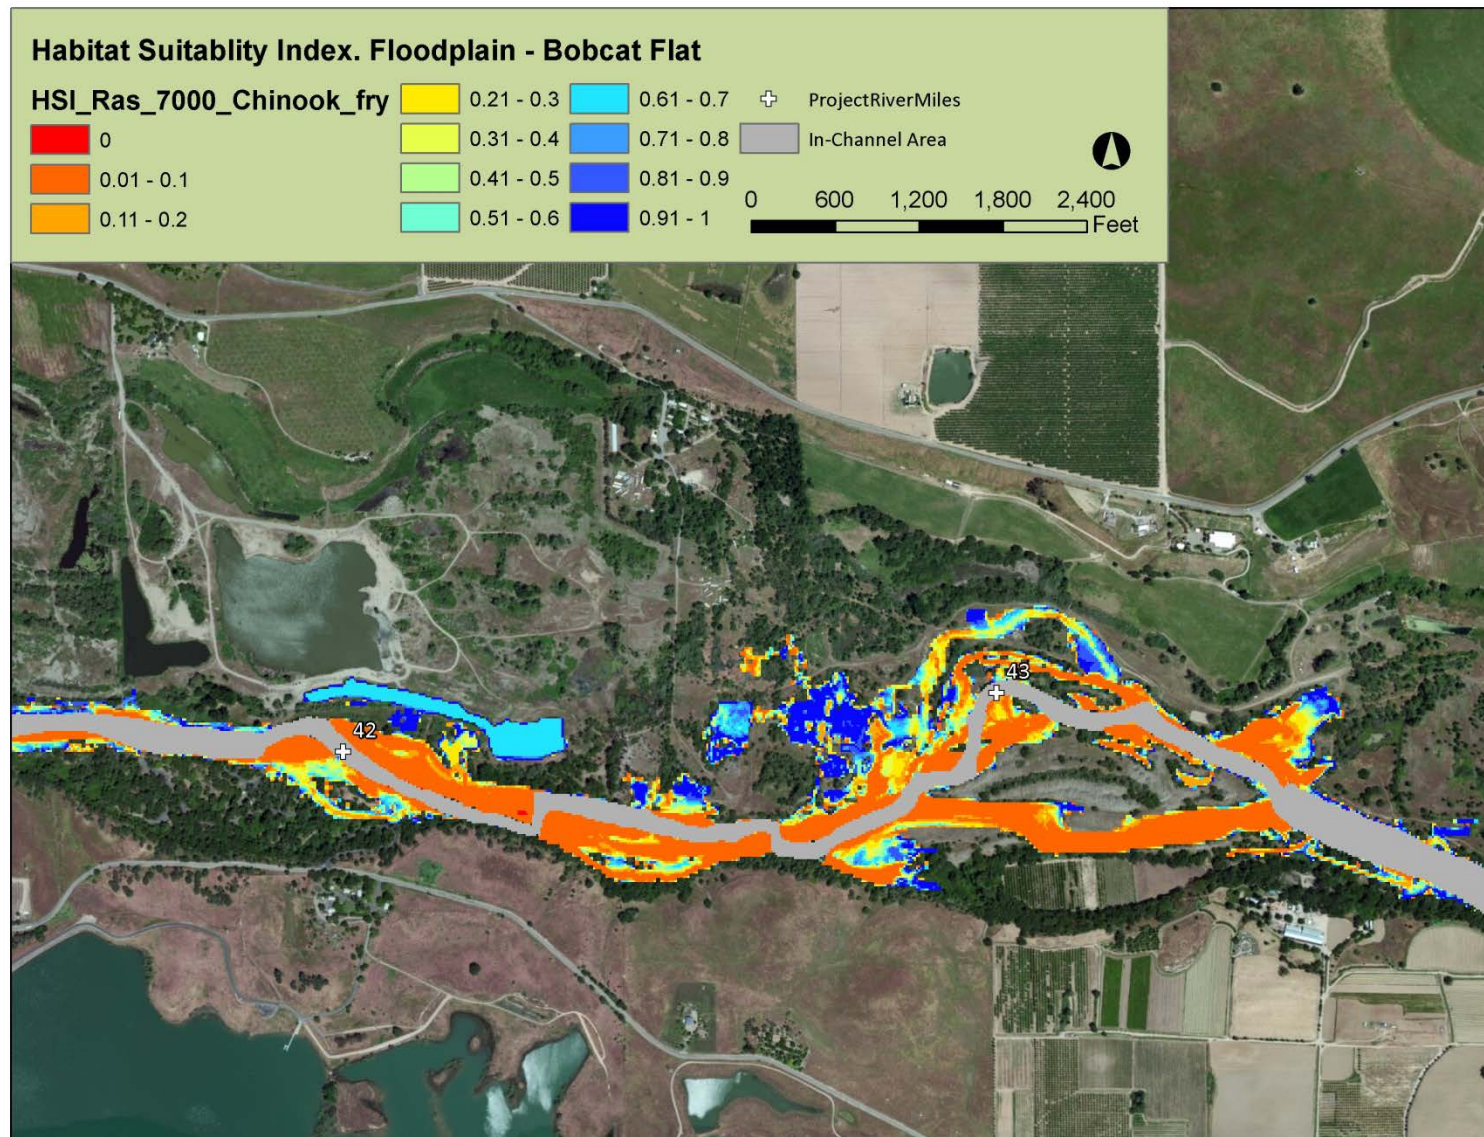 Habitat Suitablity Index. Floodplain - Bobcat Flat
HSI_Ras_7000_Chinook_fry
0
0.01 - 0.1
0.11 - 0.2
0.21 - 0.3
0.31 - 0.4
0.41 - 0.5
0.51 - 0.6
0.61 - 0.7
0.71 - 0.8
0.81 - 0.9
0.91 - 1
ProjectRiverMiles
In-Channel Area
0 600 1,200 1,800 2,400
Feet
43
42